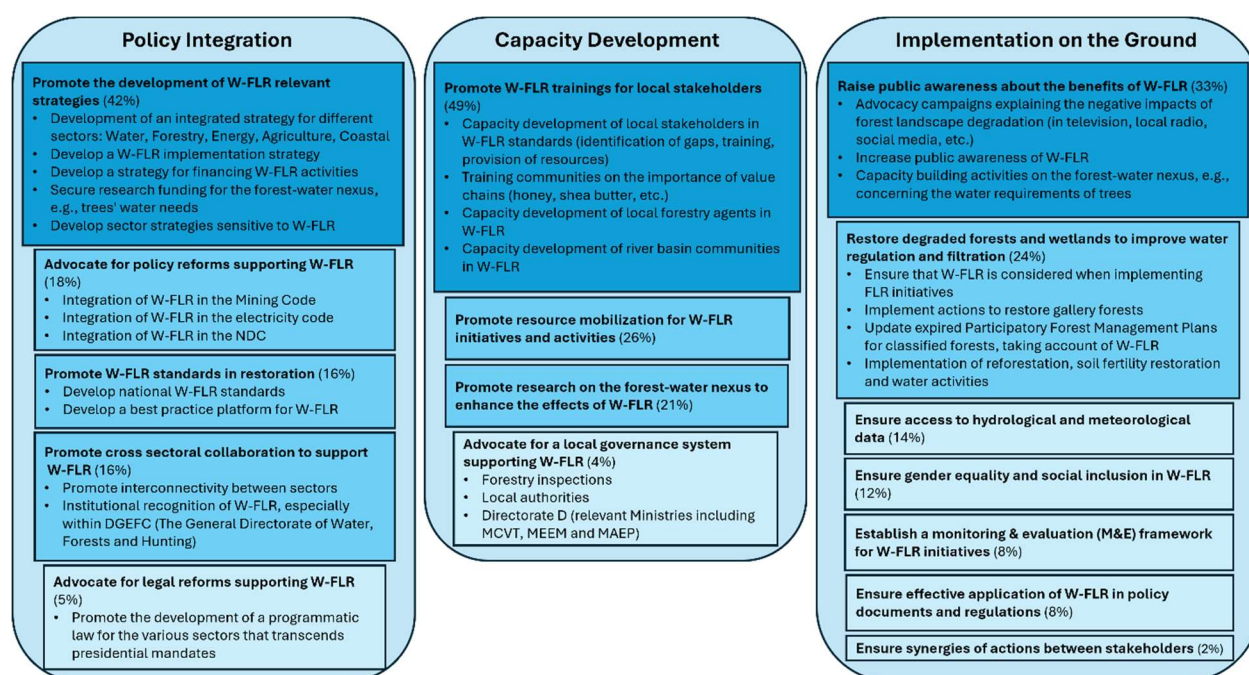 Policy Integration
Promote the development of W-FLR relevant
strategies (42%)
• Development of an integrated strategy for different
sectors: Water, Forestry, Energy, Agriculture, Coastal
• Develop a W-FLR implementation strategy
• Develop a strategy for financing W-FLR activities
• Secure research funding for the forest-water nexus,
e.g., trees' water needs
• Develop sector strategies sensitive to W-FLR
Advocate for policy reforms supporting W-FLR
(18%)
• Integration of W-FLR in the Mining Code
• Integration of W-FLR in the electricity code
• Integration of W-FLR in the NDC
Promote W-FLR standards in restoration (16%)
• Develop national W-FLR standards
• Develop a best practice platform for W-FLR
Promote cross sectoral collaboration to support
W-FLR (16%)
• Promote interconnectivity between sectors
• Institutional recognition of W-FLR, especially
within DGEFC (The General Directorate of Water,
Forests and Hunting)
Advocate for legal reforms supporting W-FLR
(5%)
• Promote the development of a programmatic
law for the various sectors that transcends
presidential mandates
Capacity Development
Promote W-FLR trainings for local stakeholders
(49%)
• Capacity development of local stakeholders in
W-FLR standards (identification of gaps, training,
provision of resources)
• Training communities on the importance of value
chains (honey, shea butter, etc.)
• Capacity development of local forestry agents in
W-FLR
• Capacity development of river basin communities
in W-FLR
Promote resource mobilization for W-FLR
initiatives and activities (26%)
Promote research on the forest-water nexus to
enhance the effects of W-FLR (21%)
Advocate for a local governance system
supporting W-FLR (4%)
• Forestry inspections
• Local authorities
• Directorate D (relevant Ministries including
MCVT, MEEM and MAEP)
Implementation on the Ground
Raise public awareness about the benefits of W-FLR (33%)
• Advocacy campaigns explaining the negative impacts of
forest landscape degradation (in television, local radio,
social media, etc.)
• Increase public awareness of W-FLR
• Capacity building activities on the forest-water nexus, e.g.,
concerning the water requirements of trees
Restore degraded forests and wetlands to improve water
regulation and filtration (24%)
• Ensure that W-FLR is considered when implementing
FLR initiatives
• Implement actions to restore gallery forests
• Update expired Participatory Forest Management Plans
for classified forests, taking account of W-FLR
• Implementation of reforestation, soil fertility restoration
and water activities
Ensure access to hydrological and meteorological
data (14%)
Ensure gender equality and social inclusion in W-FLR
(12%)
Establish a monitoring & evaluation (M&E) framework
for W-FLR initiatives (8%)
Ensure effective application of W-FLR in policy
documents and regulations (8%)
Ensure synergies of actions between stakeholders (2%)